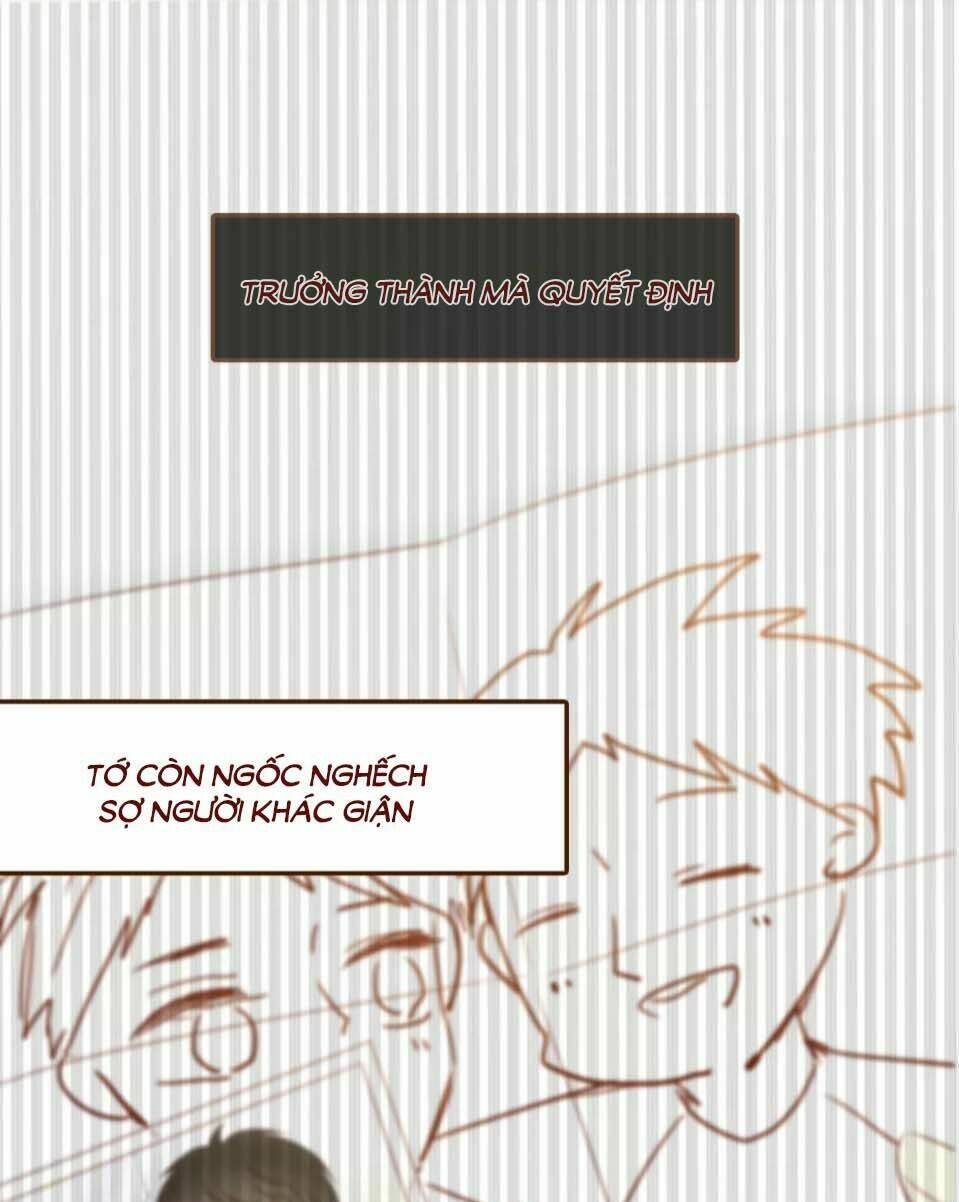 TRƯỞNG THÀNH MÀ QUYẾT ĐỊNH
TỚ CÒN NGỐC NGHẾCH
SỢ NGƯỜI KHÁC GIẬN